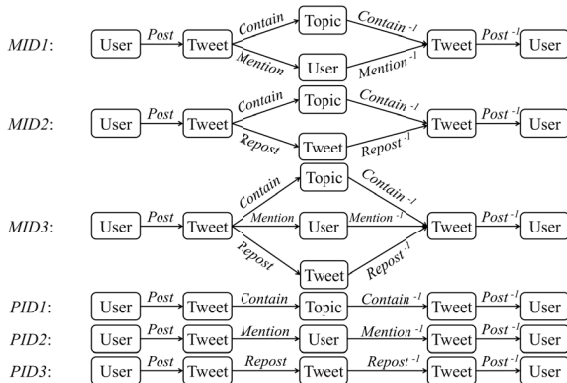 Contain Topic Contain⁻¹
MID1: User Post Tweet Tweet Post⁻¹ User
Mention User Mention⁻¹
Contain Topic Contain⁻¹
MID2: User Post Tweet Tweet Post⁻¹ User
Repost Tweet Repost⁻¹
Contain Topic Contain⁻¹
MID3: User Post Tweet Mention User Mention⁻¹ Tweet Post⁻¹ User
Repost Tweet Repost⁻¹
PID1: User Post Tweet Contain Topic Contain⁻¹ Tweet Post⁻¹ User
PID2: User Post Tweet Mention User Mention⁻¹ Tweet Post⁻¹ User
PID3: User Post Tweet Repost Tweet Repost⁻¹ Tweet Post⁻¹ User